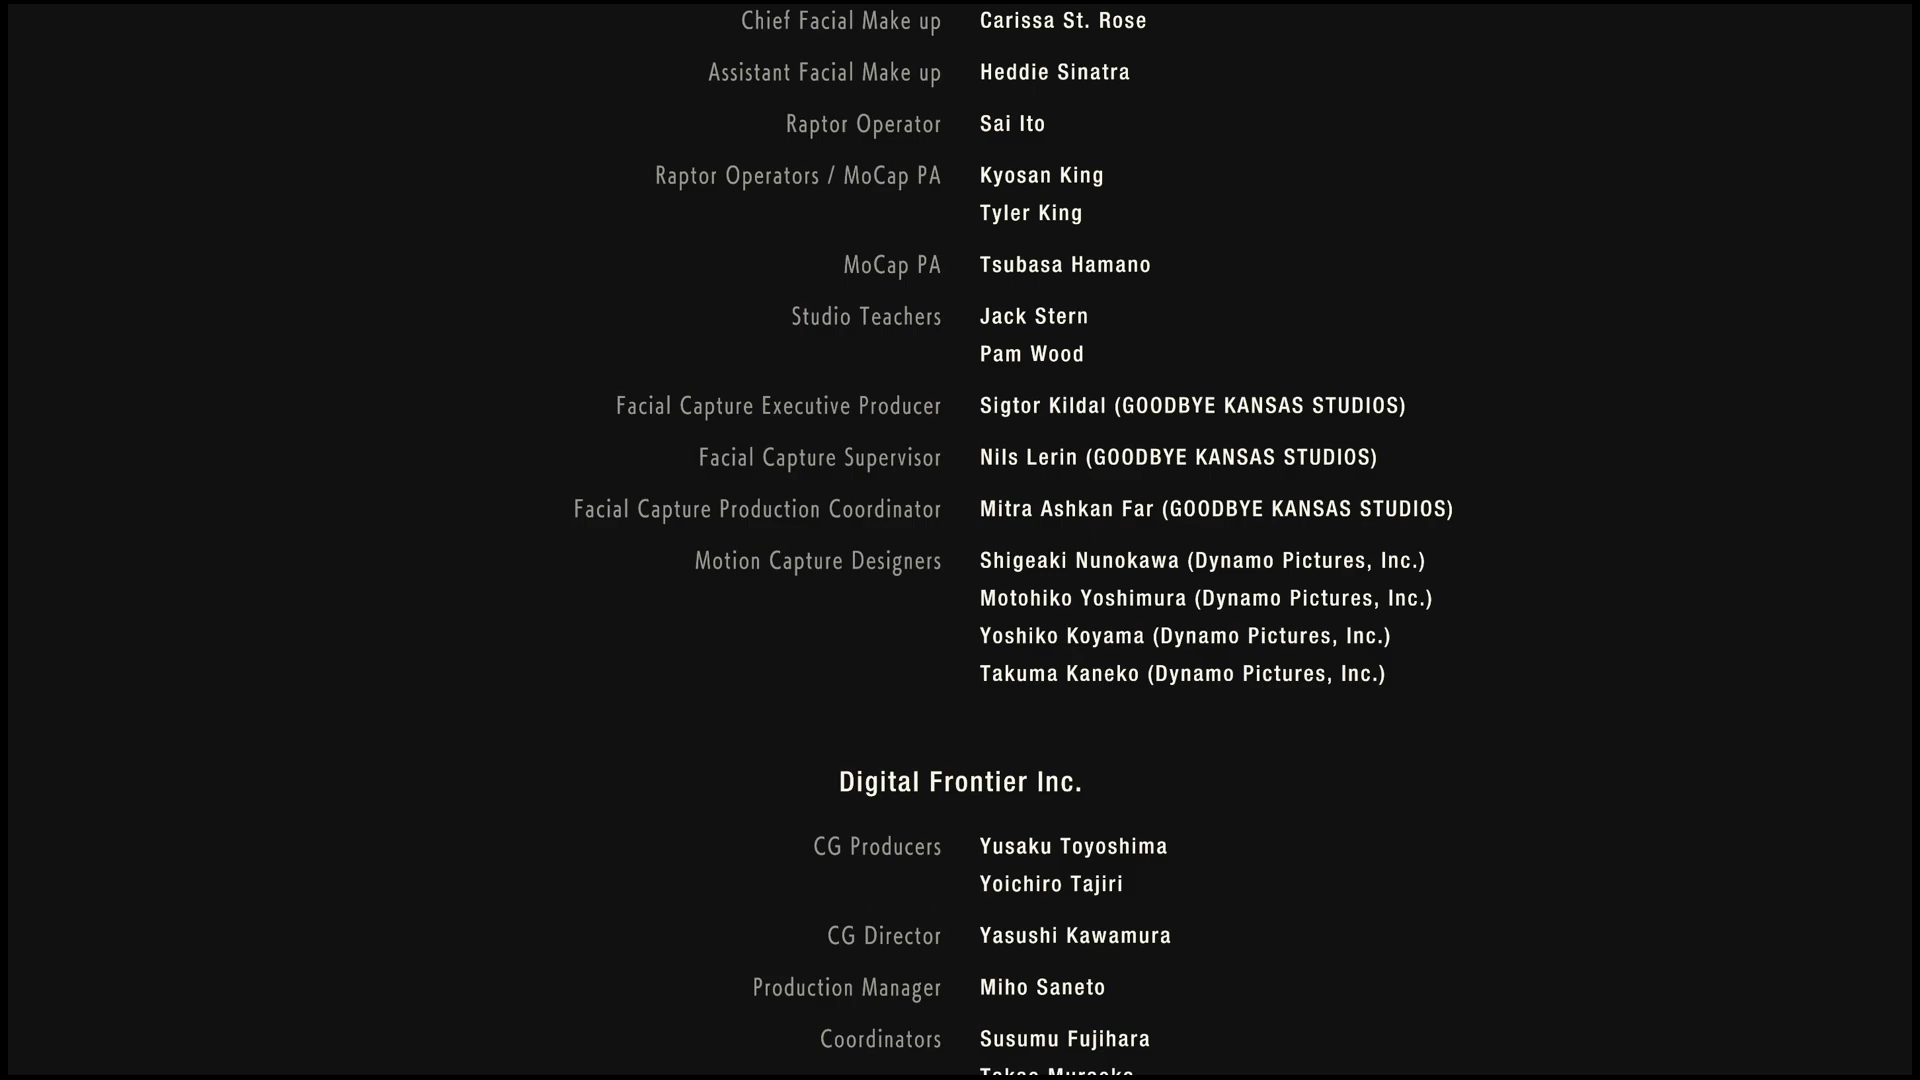 Chief Facial Make up Carissa St. Rose
Assistant Facial Make up Heddie Sinatra
Raptor Operator Sai Ito
Raptor Operators / MoCap PA Kyosan King
Tyler King
MoCap PA Tsubasa Hamano
Studio Teachers Jack Stern
Pam Wood
Facial Capture Executive Producer Sigtor Kildal (GOODBYE KANSAS STUDIOS)
Facial Capture Supervisor Nils Lerin (GOODBYE KANSAS STUDIOS)
Facial Capture Production Coordinator Mitra Ashkan Far (GOODBYE KANSAS STUDIOS)
Motion Capture Designers Shigeaki Nunokawa (Dynamo Pictures, Inc.)
Motohiko Yoshimura (Dynamo Pictures, Inc.)
Yoshiko Koyama (Dynamo Pictures, Inc.)
Takuma Kaneko (Dynamo Pictures, Inc.)
Digital Frontier Inc.
CG Producers Yusaku Toyoshima
Yoichiro Tajiri
CG Director Yasushi Kawamura
Production Manager Miho Saneto
Coordinators Susumu Fujihara